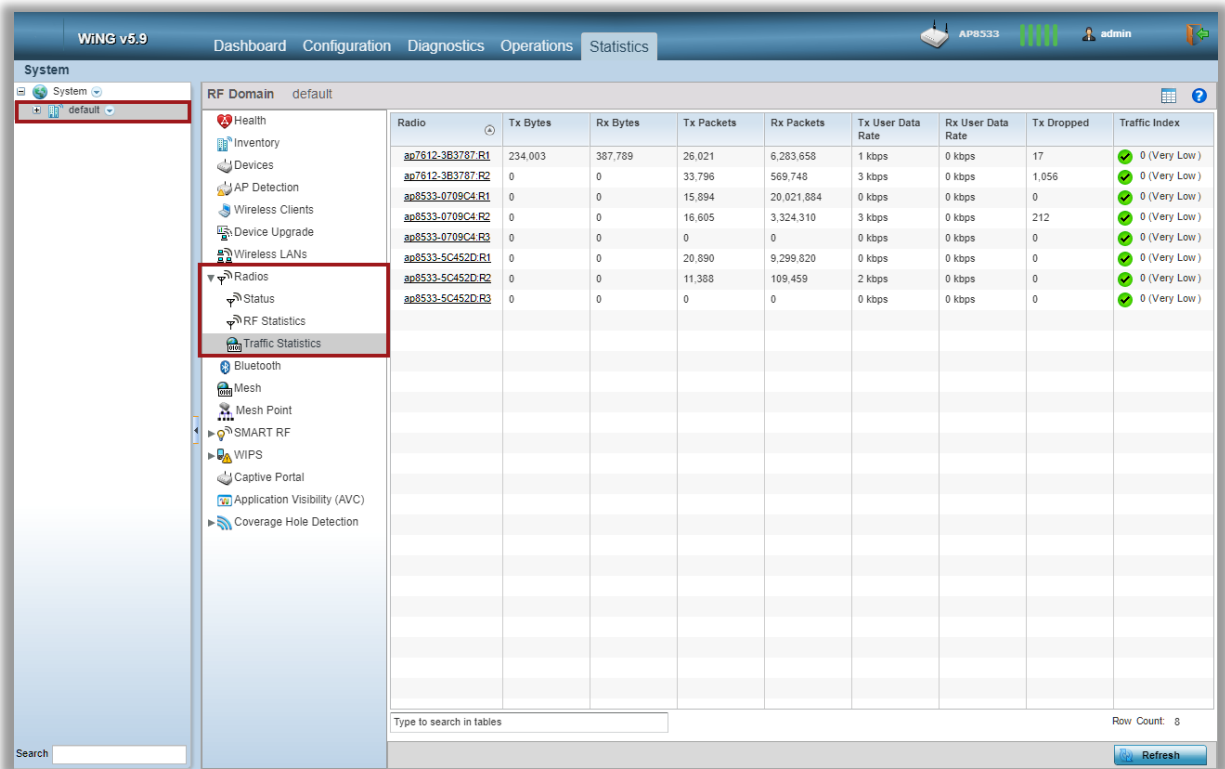 WiNG v5.9
Dashboard Configuration Diagnostics Operations Statistics
AP8533 admin
System
System
default
Search
RF Domain default
Health
Inventory
Devices
AP Detection
Wireless Clients
Device Upgrade
Wireless LANs
Radios
Status
RF Statistics
Traffic Statistics
Bluetooth
Mesh
Mesh Point
SMART RF
WIPS
Captive Portal
Application Visibility (AVC)
Coverage Hole Detection
Radio Tx Bytes Rx Bytes Tx Packets Rx Packets Tx User Data Rate Rx User Data Rate Tx Dropped Traffic Index
ap7612-3B3787:R1 234,003 387,789 26,021 6,283,658 1 kbps 0 kbps 17 0 (Very Low)
ap7612-3B3787:R2 0 0 33,796 569,748 3 kbps 0 kbps 1,056 0 (Very Low)
ap8533-0709C4:R1 0 0 15,894 20,021,884 0 kbps 0 kbps 0 0 (Very Low)
ap8533-0709C4:R2 0 0 16,605 3,324,310 3 kbps 0 kbps 212 0 (Very Low)
ap8533-0709C4:R3 0 0 0 0 0 kbps 0 kbps 0 0 (Very Low)
ap8533-5C452D:R1 0 0 20,890 9,299,820 0 kbps 0 kbps 0 0 (Very Low)
ap8533-5C452D:R2 0 0 11,388 109,459 2 kbps 0 kbps 0 0 (Very Low)
ap8533-5C452D:R3 0 0 0 0 0 kbps 0 kbps 0 0 (Very Low)
Type to search in tables
Row Count: 8
Refresh